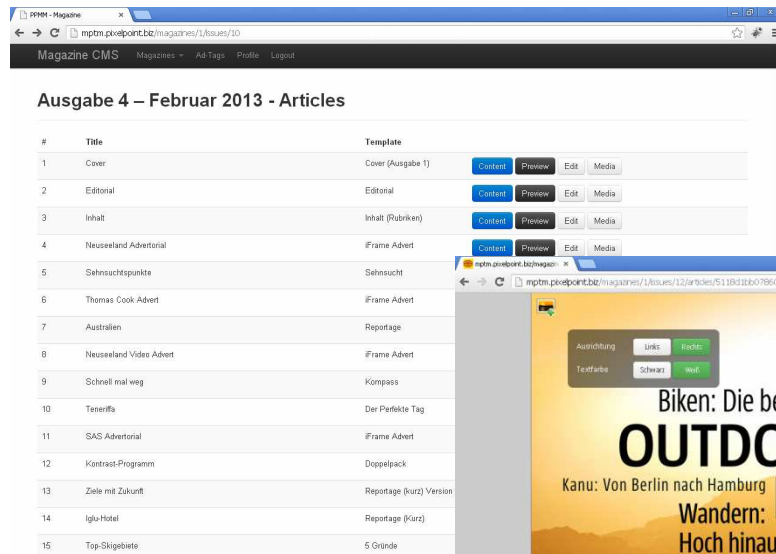 PPMM - Magazine
mptm.pixelpoint.biz/magazines/1/issues/10
Magazine CMS Magazines Ad-Tags Profile Logout
Ausgabe 4 – Februar 2013 - Articles
# Title Template
1 Cover Cover (Ausgabe 1) Content Preview Edit Media
2 Editorial Editorial Content Preview Edit Media
3 Inhalt Inhalt (Rubriken) Content Preview Edit Media
4 Neuseeland Advertorial iFrame Advert Content Preview Edit Media
5 Sehnsuchtspunkte Sehnsucht
6 Thomas Cook Advert iFrame Advert
7 Australien Reportage
8 Neuseeland Video Advert iFrame Advert
9 Schnell mal weg Kompass
10 Teneriffa Der Perfekte Tag
11 SAS Advertorial iFrame Advert
12 Kontrast-Programm Doppelpack
13 Ziele mit Zukunft Reportage (kurz) Version
14 Iglu-Hotel Reportage (Kurz)
15 Top-Skigebiete 5 Gründe
mptm.pixelpoint.biz/magazin
mptm.pixelpoint.biz/magazines/1/issues/12/articles/5118d1bb0786
Ausrichtung Links Rechts
Textfarbe Schwarz Weiß
Biken: Die be
OUTDO
Kanu: Von Berlin nach Hamburg
Wandern:
Hoch hinau